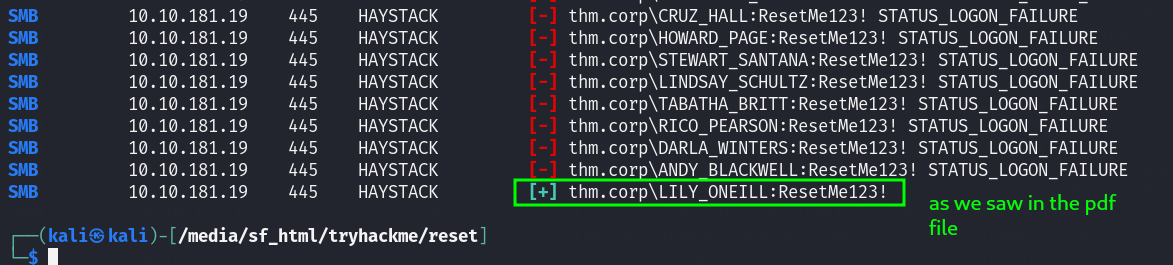 SMB 10.10.181.19 445 HAYSTACK [-] thm.corp\CRUZ_HALL:ResetMe123! STATUS_LOGON_FAILURE
SMB 10.10.181.19 445 HAYSTACK [-] thm.corp\HOWARD_PAGE:ResetMe123! STATUS_LOGON_FAILURE
SMB 10.10.181.19 445 HAYSTACK [-] thm.corp\STEWART_SANTANA:ResetMe123! STATUS_LOGON_FAILURE
SMB 10.10.181.19 445 HAYSTACK [-] thm.corp\LINDSAY_SCHULTZ:ResetMe123! STATUS_LOGON_FAILURE
SMB 10.10.181.19 445 HAYSTACK [-] thm.corp\TABATHA_BRITT:ResetMe123! STATUS_LOGON_FAILURE
SMB 10.10.181.19 445 HAYSTACK [-] thm.corp\RICO_PEARSON:ResetMe123! STATUS_LOGON_FAILURE
SMB 10.10.181.19 445 HAYSTACK [-] thm.corp\DARLA_WINTERS:ResetMe123! STATUS_LOGON_FAILURE
SMB 10.10.181.19 445 HAYSTACK [-] thm.corp\ANDY_BLACKWELL:ResetMe123! STATUS_LOGON_FAILURE
SMB 10.10.181.19 445 HAYSTACK [+] thm.corp\LILY_ONEILL:ResetMe123!
as we saw in the pdf
file
(kali㉿kali)-[/media/sf_html/tryhackme/reset]
$